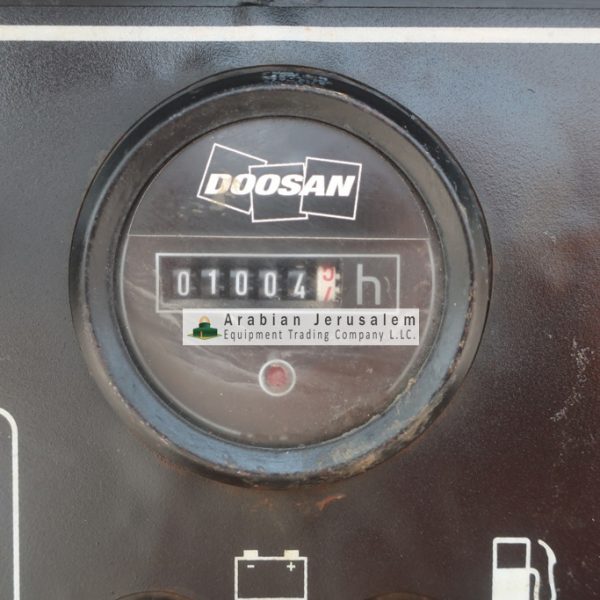 DOOSAN
01004 h
Arabian Jerusalem
Equipment Trading Company L.L.C.
- +